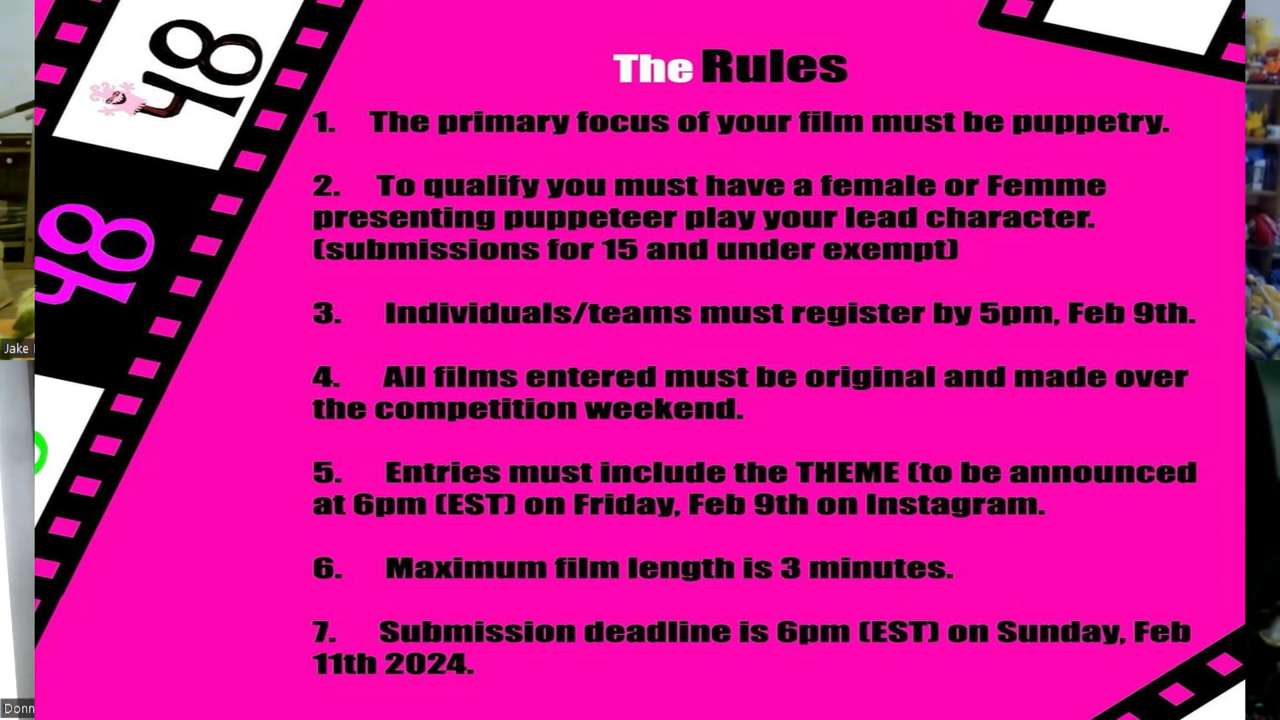 48
The Rules
1. The primary focus of your film must be puppetry.
2. To qualify you must have a female or Femme
presenting puppeteer play your lead character.
(submissions for 15 and under exempt)
3. Individuals/teams must register by 5pm, Feb 9th.
48
Jake
4. All films entered must be original and made over
the competition weekend.
5. Entries must include the THEME (to be announced
at 6pm (EST) on Friday, Feb 9th on Instagram.
6. Maximum film length is 3 minutes.
7. Submission deadline is 6pm (EST) on Sunday, Feb
11th 2024.
Donn